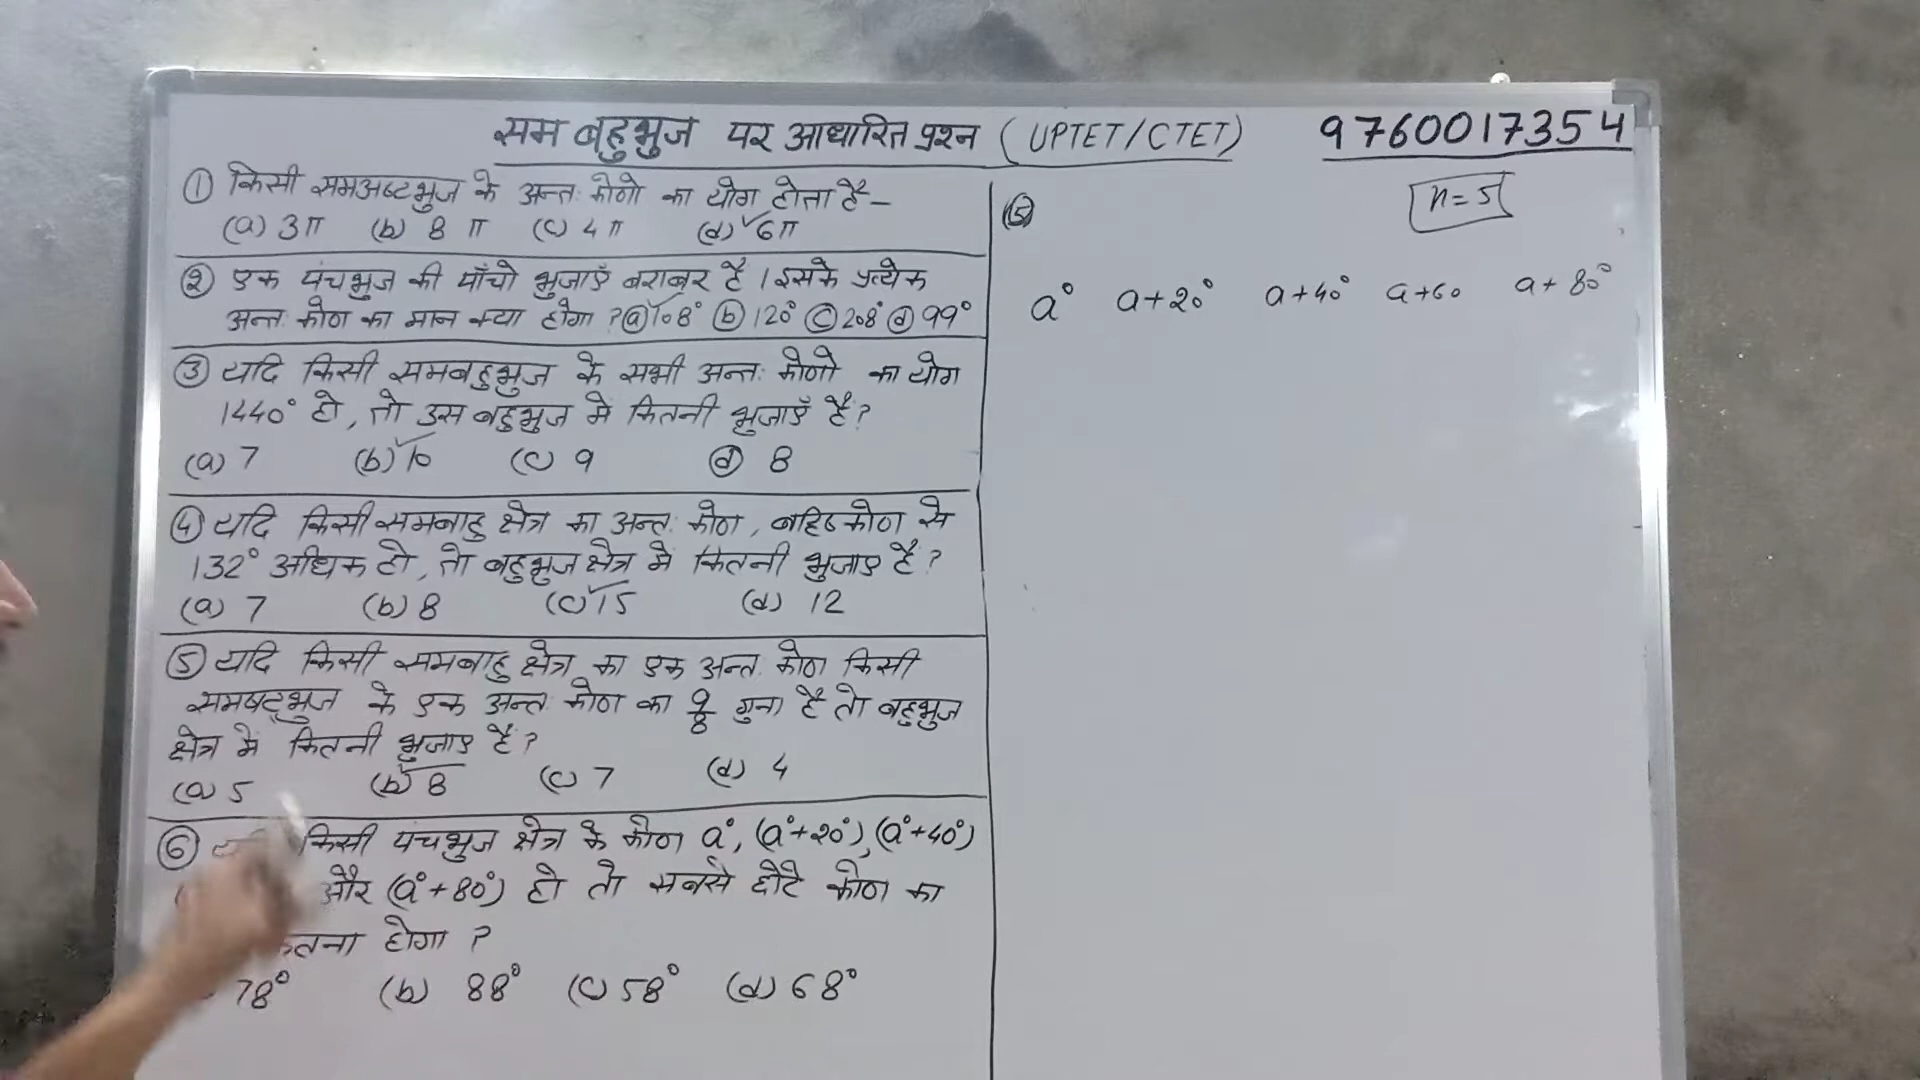 सम बहुभुज पर आधारित प्रश्न (UPTET/CTET) 9760017354
① किसी समअष्टभुज के अन्तः कोणो का योग होता है–
(a) 3π (b) 8π (c) 4π (d) 6π
② एक पंचभुज की पाँचो भुजाएँ बराबर है । इसके प्रत्येक
अन्तः कोण का मान क्या होगा ? ⓐ 108° ⓑ 120° ⓒ 208° ⓓ 99°
③ यदि किसी समबहुभुज के सभी अन्तः कोणो का योग
1440° हो, तो उस बहुभुज मे कितनी भुजाएँ है?
(a) 7 (b) 10 (c) 9 ⓓ 8
④ यदि किसी समबाहु क्षेत्र का अन्तः कोण, बहिष्कोण से
132° अधिक हो, तो बहुभुज क्षेत्र मे कितनी भुजाए है?
(a) 7 (b) 8 (c) 15 (d) 12
⑤ यदि किसी समबाहु क्षेत्र का एक अन्तः कोण किसी
समषट्भुज के एक अन्तः कोण का 9/8 गुना है तो बहुभुज
क्षेत्र मे कितनी भुजाए है?
(a) 5 (b) 8 (c) 7 (d) 4
⑥ किसी पंचभुज क्षेत्र के कोण a°, (a°+20°), (a°+40°)
और (a°+80°) हो तो सबसे छोटे कोण का
होगा ?
78° (b) 88° (c) 58° (d) 68°
n=5
a° a+20° a+40° a+60 a+80°